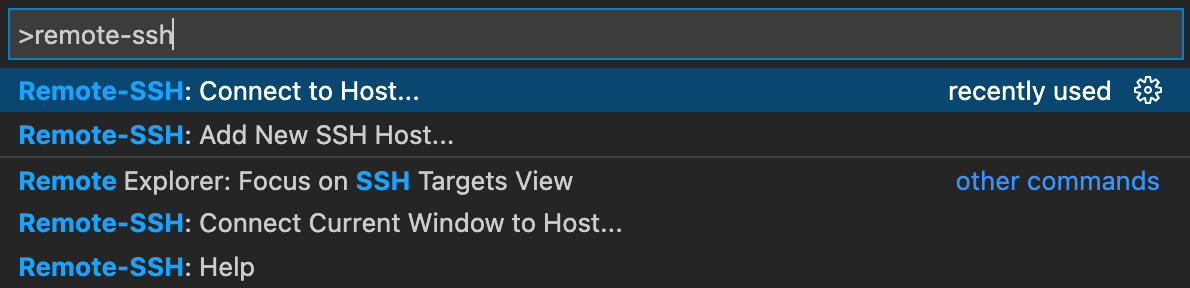 >remote-ssh
Remote-SSH: Connect to Host... recently used
Remote-SSH: Add New SSH Host...
Remote Explorer: Focus on SSH Targets View other commands
Remote-SSH: Connect Current Window to Host...
Remote-SSH: Help